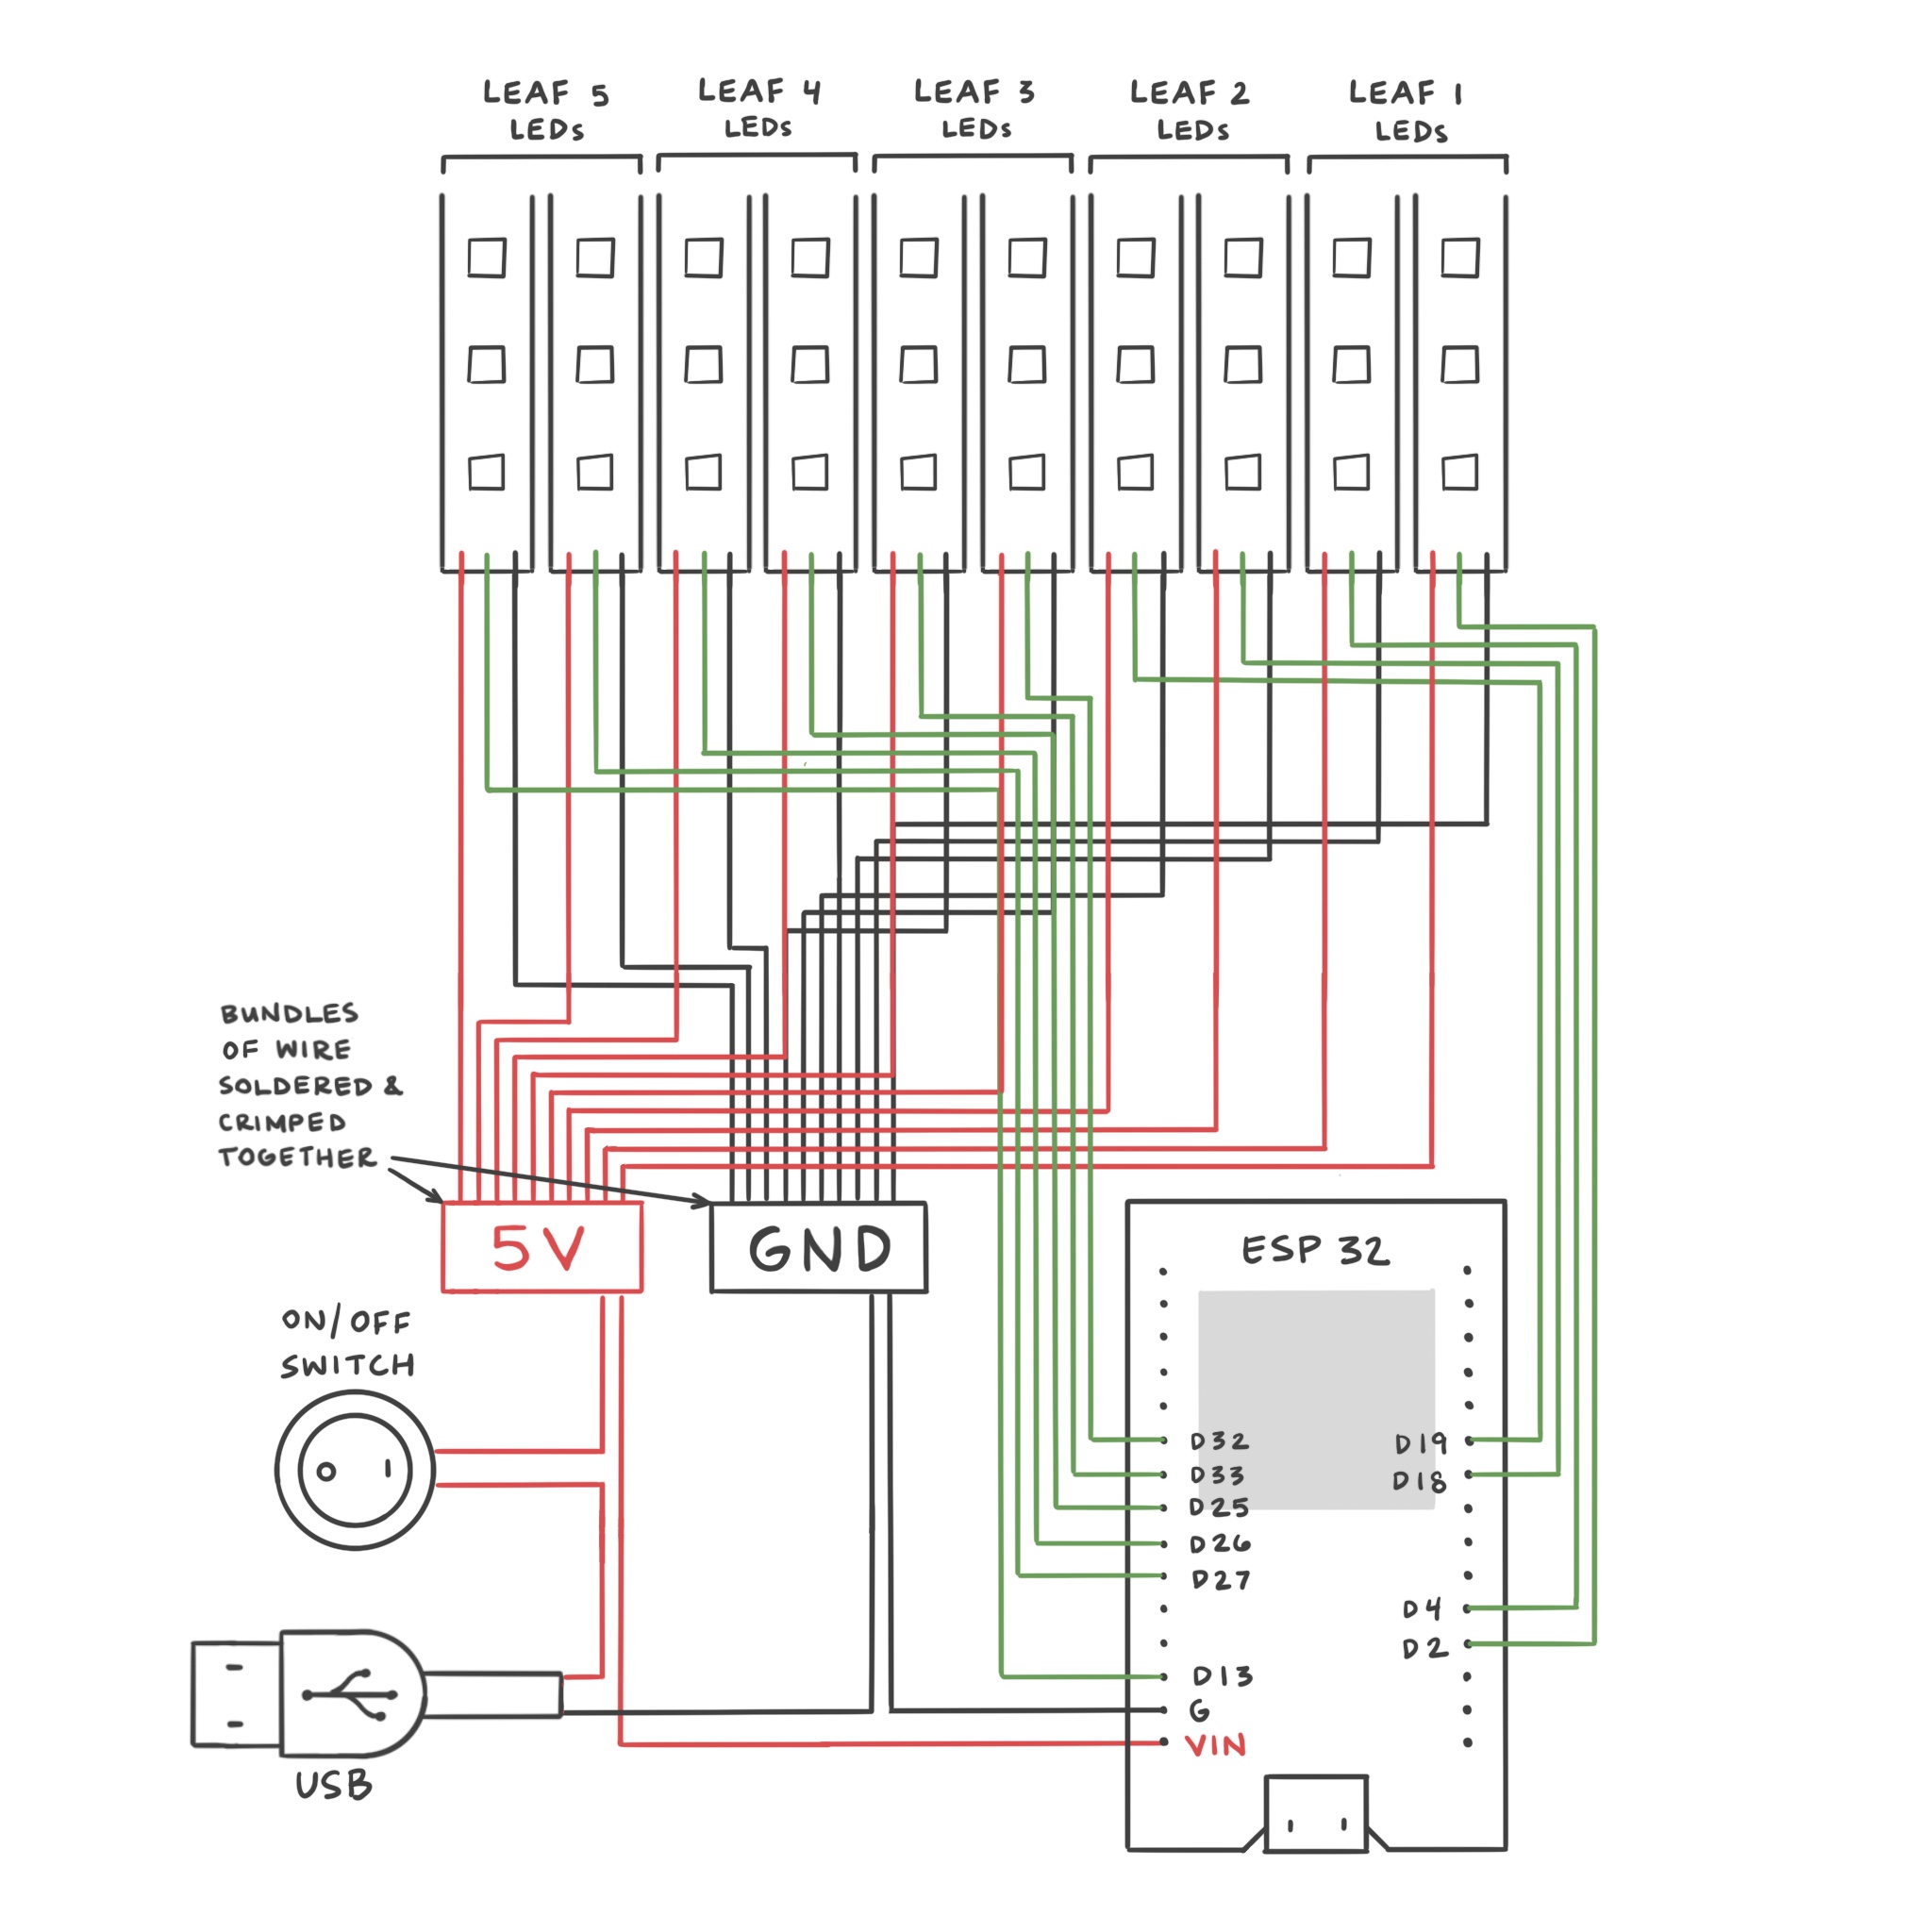 LEAF 5
LEDs
LEAF 4
LEDs
LEAF 3
LEDs
LEAF 2
LEDs
LEAF 1
LEDs
BUNDLES
OF WIRE
SOLDERED &
CRIMPED
TOGETHER
5V
GND
ESP 32
ON/OFF
SWITCH
D32
D33
D25
D26
D27
D13
G
VIN
D19
D18
D4
D2
USB